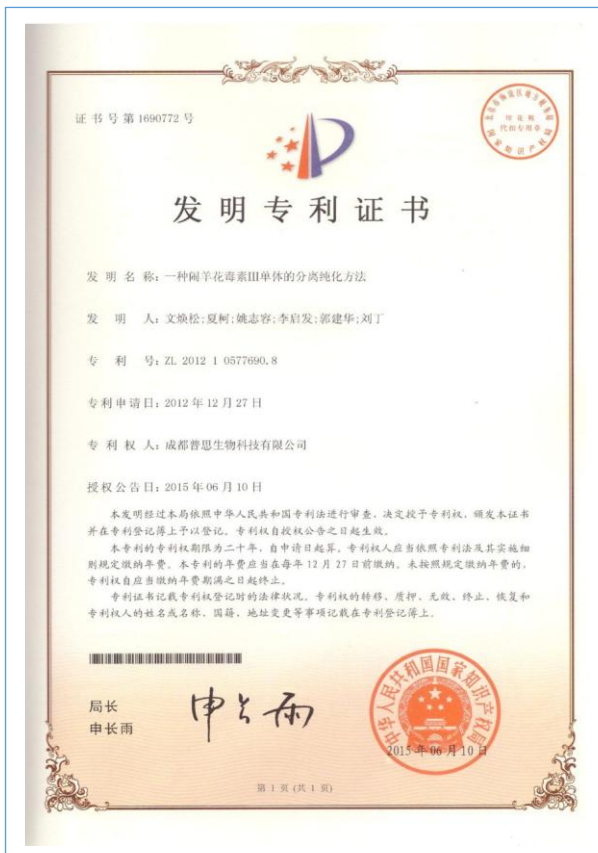 证书号第1690772号
印花税
代扣专用章
国家知识产权局
发明专利证书
发 明 名 称：一种闹羊花毒素III单体的分离纯化方法
发 明 人：文焕松;夏柯;姚志容;李启发;郭建华;刘丁
专 利 号：ZL 2012 1 0577690.8
专利申请日：2012年12月27日
专 利 权 人：成都普思生物科技有限公司
授权公告日：2015年06月10日
本发明经过本局依照中华人民共和国专利法进行审查，决定授予专利权，颁发本证书
并在专利登记簿上予以登记。专利权自授权公告之日起生效。
本专利的专利权期限为二十年，自申请日起算。专利权人应当依照专利法及其实施细
则规定缴纳年费。本专利的年费应当在每年12月27日前缴纳。未按照规定缴纳年费的，
专利权自应当缴纳年费期满之日起终止。
专利证书记载专利权登记时的法律状况。专利权的转移、质押、无效、终止、恢复和
专利权人的姓名或名称、国籍、地址变更等事项记载在专利登记簿上。
局长
申长雨
申长雨
中华人民共和国国家知识产权局
2015年06月10日
第1页(共1页)